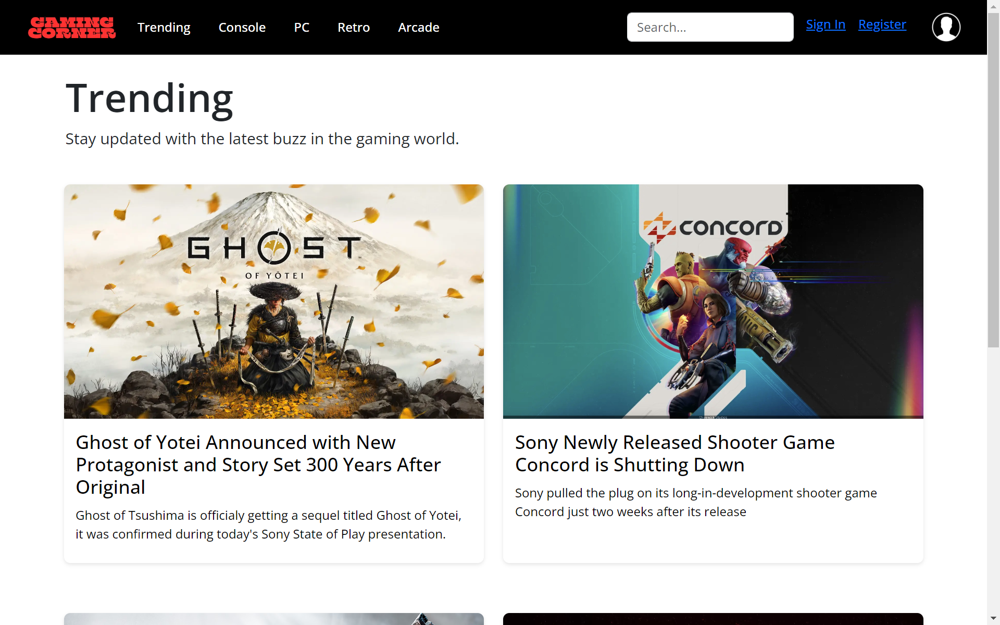 GAMING
CORNER
Trending
Console
PC
Retro
Arcade
Search...
Sign In
Register
Trending
Stay updated with the latest buzz in the gaming world.
GHOST
OF YŌTEI
CONCORD
Ghost of Yotei Announced with New
Protagonist and Story Set 300 Years After
Original
Ghost of Tsushima is officialy getting a sequel titled Ghost of Yotei,
it was confirmed during today's Sony State of Play presentation.
Sony Newly Released Shooter Game
Concord is Shutting Down
Sony pulled the plug on its long-in-development shooter game
Concord just two weeks after its release